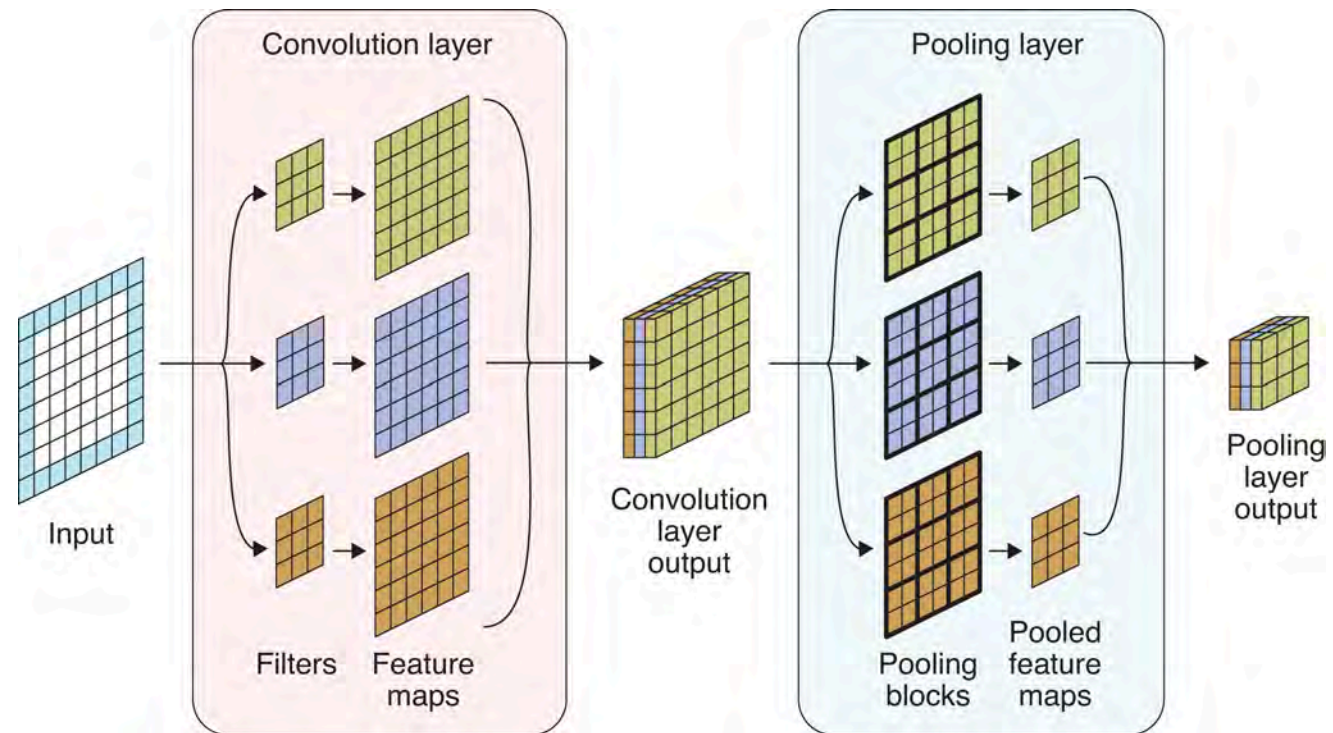 Convolution layer
Pooling layer
Input
Convolution
layer
output
Pooling
layer
output
Filters
Feature
maps
Pooling
blocks
Pooled
feature
maps